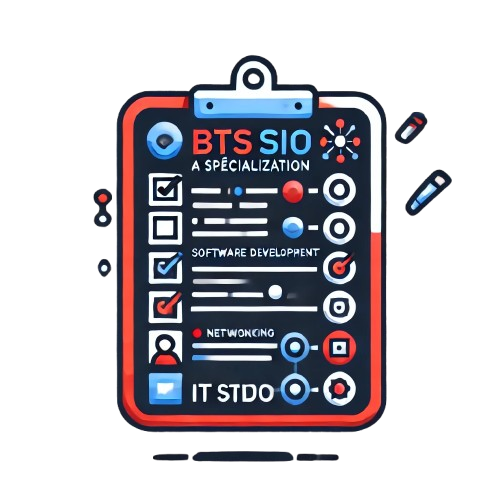 BTS SIO
A SPÉCIALIZATION
SOFTWARE DEVELOPMENT
NETWONKING
IT STDO